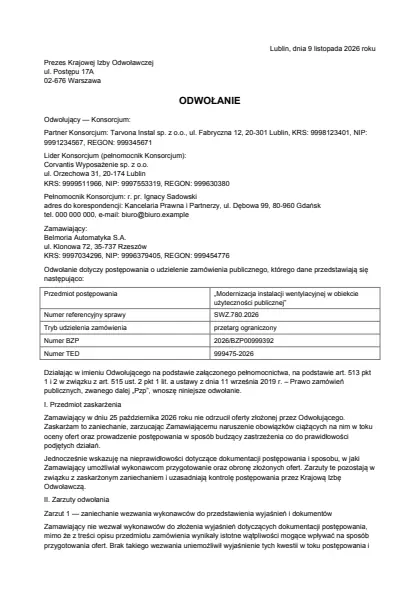 Lublin, dnia 9 listopada 2026 roku
Prezes Krajowej Izby Odwoławczej
ul. Postępu 17A
02-676 Warszawa
ODWOŁANIE
Odwołujący — Konsorcjum:
Partner Konsorcjum: Tarvona Instal sp. z o.o., ul. Fabryczna 12, 20-301 Lublin, KRS: 9998123401, NIP:
9991234567, REGON: 999345671
Lider Konsorcjum (pełnomocnik Konsorcjum):
Corvantis Wyposażenie sp. z o.o.
ul. Orzechowa 31, 20-174 Lublin
KRS: 9999511966, NIP: 9997553319, REGON: 999630380
Pełnomocnik Konsorcjum: r. pr. Ignacy Sadowski
adres do korespondencji: Kancelaria Prawna i Partnerzy, ul. Dębowa 99, 80-960 Gdańsk
tel. 000 000 000, e-mail: biuro@biuro.example
Zamawiający:
Belmoria Automatyka S.A.
ul. Klonowa 72, 35-737 Rzeszów
KRS: 9997034296, NIP: 9996379405, REGON: 999454776
Odwołanie dotyczy postępowania o udzielenie zamówienia publicznego, którego dane przedstawiają się
następująco:
Przedmiot postępowania „Modernizacja instalacji wentylacyjnej w obiekcie
użyteczności publicznej”
Numer referencyjny sprawy SWZ.780.2026
Tryb udzielenia zamówienia przetarg ograniczony
Numer BZP 2026/BZP00999392
Numer TED 999475-2026
Działając w imieniu Odwołującego na podstawie załączonego pełnomocnictwa, na podstawie art. 513 pkt
1 i 2 w związku z art. 515 ust. 2 pkt 1 lit. a ustawy z dnia 11 września 2019 r. – Prawo zamówień
publicznych, zwanego dalej „Pzp”, wnoszę niniejsze odwołanie.
I. Przedmiot zaskarżenia
Zamawiający w dniu 25 października 2026 roku nie odrzucił oferty złożonej przez Odwołującego.
Zaskarżam to zaniechanie, zarzucając Zamawiającemu naruszenie obowiązków ciążących na nim w toku
oceny ofert oraz prowadzenie postępowania w sposób budzący zastrzeżenia co do prawidłowości
podjętych działań.
Jednocześnie wskazuję na nieprawidłowości dotyczące dokumentacji postępowania i sposobu, w jaki
Zamawiający umożliwił wykonawcom przygotowanie oraz obronę złożonych ofert. Zarzuty te pozostają w
związku z zaskarżonym zaniechaniem i uzasadniają kontrolę postępowania przez Krajową Izbę
Odwoławczą.
II. Zarzuty odwołania
Zarzut 1 — zaniechanie wezwania wykonawców do przedstawienia wyjaśnień i dokumentów
Zamawiający nie wezwał wykonawców do złożenia wyjaśnień dotyczących dokumentacji postępowania,
mimo że z treści opisu przedmiotu zamówienia wynikały istotne wątpliwości mogące wpływać na sposób
przygotowania ofert. Brak takiego wezwania uniemożliwił wyjaśnienie tych kwestii w toku postępowania i